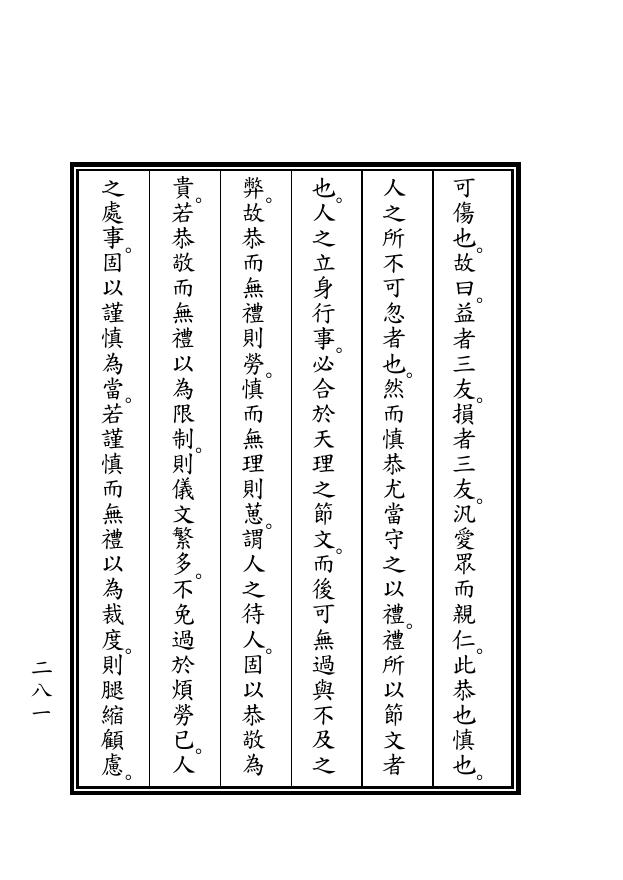 可傷也。故曰。益者三友。損者三友。汎愛眾而親仁。此恭也慎也。
人之所不可忽者也。然而慎恭尤當守之以禮。禮所以節文者
也。人之立身行事。必合於天理之節文。而後可無過與不及之
弊。故恭而無禮則勞。慎而無理則葸。謂人之待人。固以恭敬為
貴。若恭敬而無禮以為限制。則儀文繁多。不免過於煩勞已。人
之處事。固以謹慎為當。若謹慎而無禮以為裁度。則腿縮顧慮。
二八一